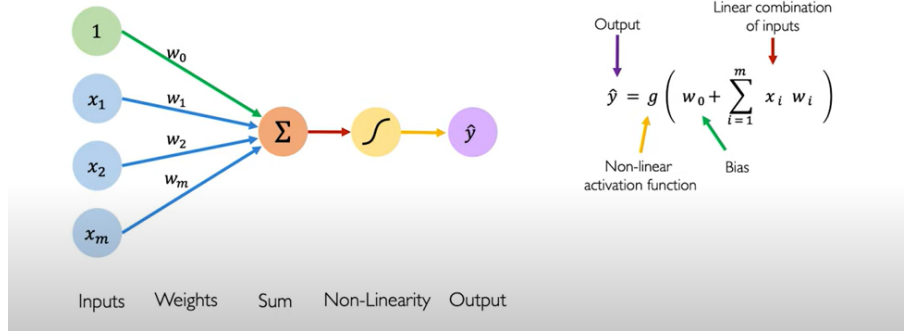 1
x₁
x₂
xₘ
w₀
w₁
w₂
wₘ
Σ
∫
ŷ
Inputs Weights Sum Non-Linearity Output
Output
Linear combination
of inputs
ŷ = g ( w₀ + ∑ᵢ₌₁ᵐ xᵢ wᵢ )
Non-linear
activation function
Bias